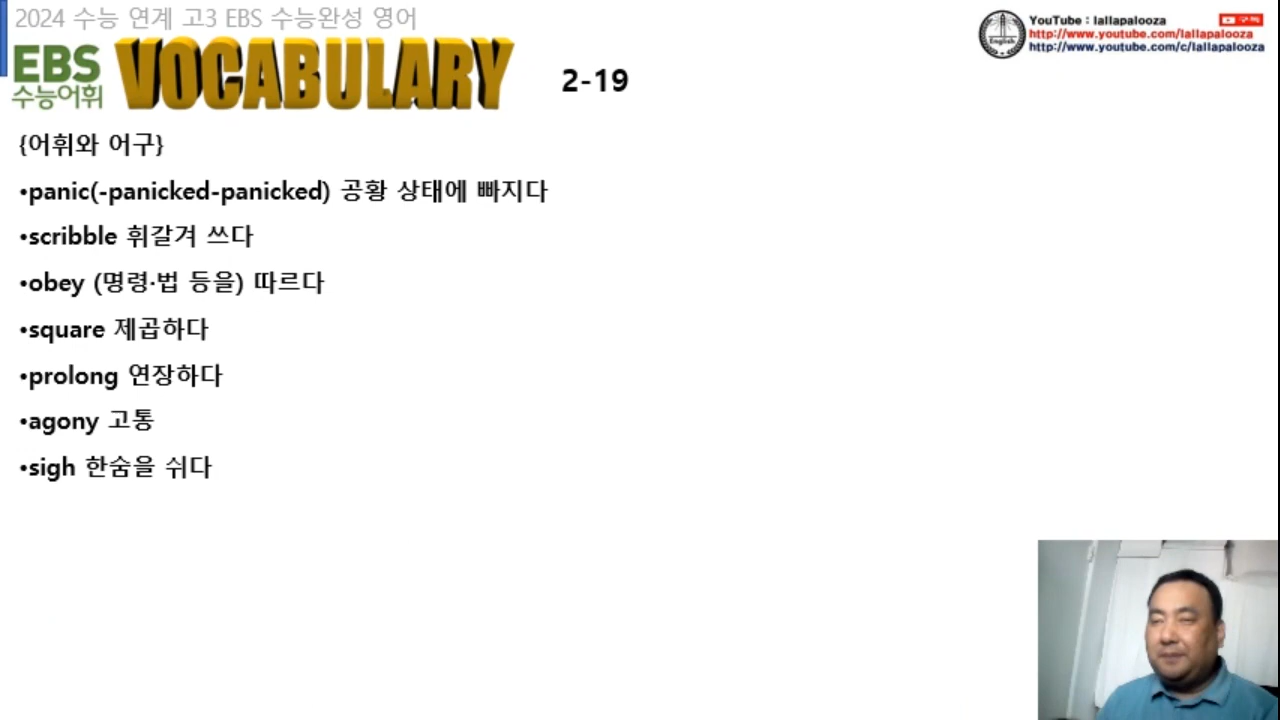 2024 수능 연계 고3 EBS 수능완성 영어
EBS
수능어휘
VOCABULARY
2-19
YouTube : lallapalooza
구독
http://www.youtube.com/lallapalooza
http://www.youtube.com/c/lallapalooza
English
{어휘와 어구}
•panic(-panicked-panicked) 공황 상태에 빠지다
•scribble 휘갈겨 쓰다
•obey (명령·법 등을) 따르다
•square 제곱하다
•prolong 연장하다
•agony 고통
•sigh 한숨을 쉬다